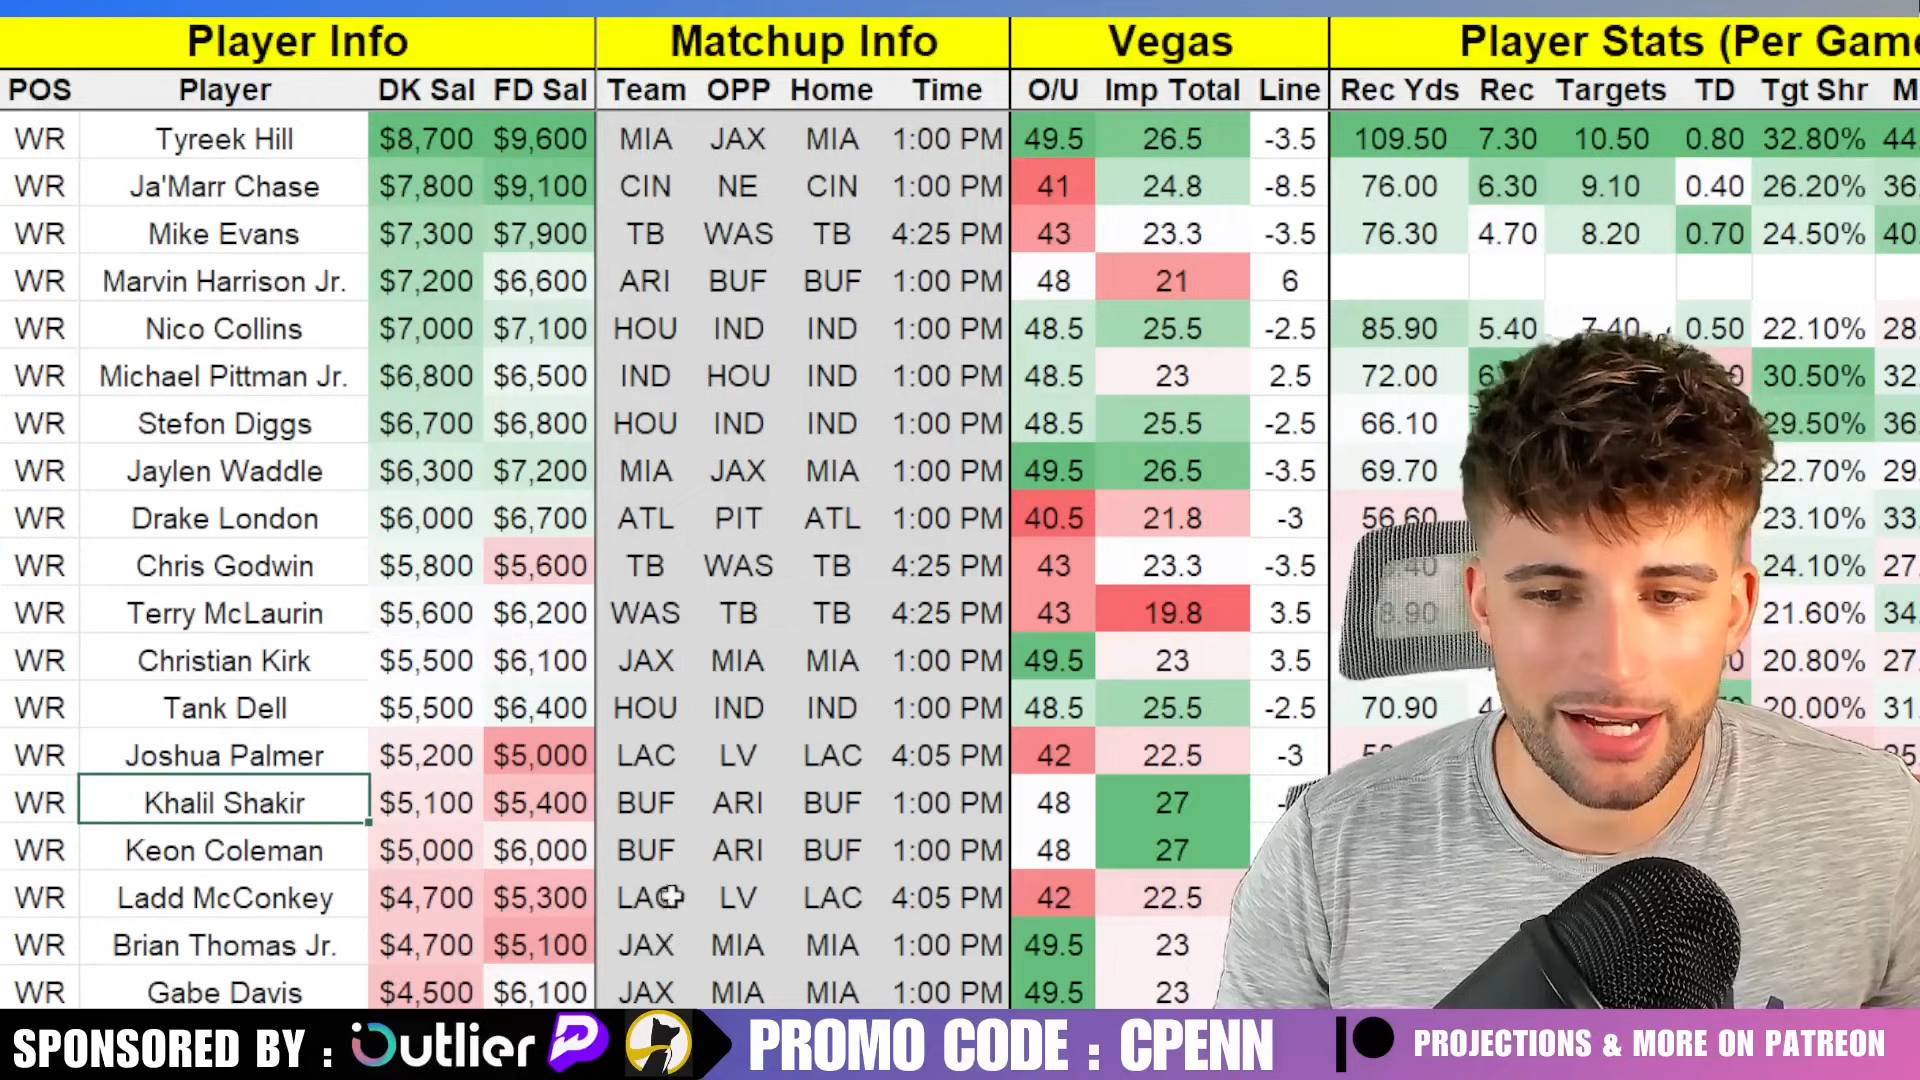 Player Info Matchup Info Vegas Player Stats (Per Game
POS Player DK Sal FD Sal Team OPP Home Time O/U Imp Total Line Rec Yds Rec Targets TD Tgt Shr
WR Tyreek Hill $8,700 $9,600 MIA JAX MIA 1:00 PM 49.5 26.5 -3.5 109.50 7.30 10.50 0.80 32.80% 44.
WR Ja'Marr Chase $7,800 $9,100 CIN NE CIN 1:00 PM 41 24.8 -8.5 76.00 6.30 9.10 0.40 26.20% 36.
WR Mike Evans $7,300 $7,900 TB WAS TB 4:25 PM 43 23.3 -3.5 76.30 4.70 8.20 0.70 24.50% 40.
WR Marvin Harrison Jr. $7,200 $6,600 ARI BUF BUF 1:00 PM 48 21 6
WR Nico Collins $7,000 $7,100 HOU IND IND 1:00 PM 48.5 25.5 -2.5 85.90 5.40 7.40 0.50 22.10% 28.
WR Michael Pittman Jr. $6,800 $6,500 IND HOU IND 1:00 PM 48.5 23 2.5 72.00 30.50% 32.
WR Stefon Diggs $6,700 $6,800 HOU IND IND 1:00 PM 48.5 25.5 -2.5 66.10 29.50% 36.
WR Jaylen Waddle $6,300 $7,200 MIA JAX MIA 1:00 PM 49.5 26.5 -3.5 69.70 22.70% 29.
WR Drake London $6,000 $6,700 ATL PIT ATL 1:00 PM 40.5 21.8 -3 56.60 23.10% 33.
WR Chris Godwin $5,800 $5,600 TB WAS TB 4:25 PM 43 23.3 -3.5 24.10% 27.
WR Terry McLaurin $5,600 $6,200 WAS TB TB 4:25 PM 43 19.8 3.5 21.60% 34.
WR Christian Kirk $5,500 $6,100 JAX MIA MIA 1:00 PM 49.5 23 3.5 20.80% 27.
WR Tank Dell $5,500 $6,400 HOU IND IND 1:00 PM 48.5 25.5 -2.5 70.90 20.00% 31.
WR Joshua Palmer $5,200 $5,000 LAC LV LAC 4:05 PM 42 22.5 -3
WR Khalil Shakir $5,100 $5,400 BUF ARI BUF 1:00 PM 48 27
WR Keon Coleman $5,000 $6,000 BUF ARI BUF 1:00 PM 48 27
WR Ladd McConkey $4,700 $5,300 LAC LV LAC 4:05 PM 42 22.5
WR Brian Thomas Jr. $4,700 $5,100 JAX MIA MIA 1:00 PM 49.5 23
WR Gabe Davis $4,500 $6,100 JAX MIA MIA 1:00 PM 49.5 23
SPONSORED BY : Outlier PROMO CODE : CPENN PROJECTIONS & MORE ON PATREON